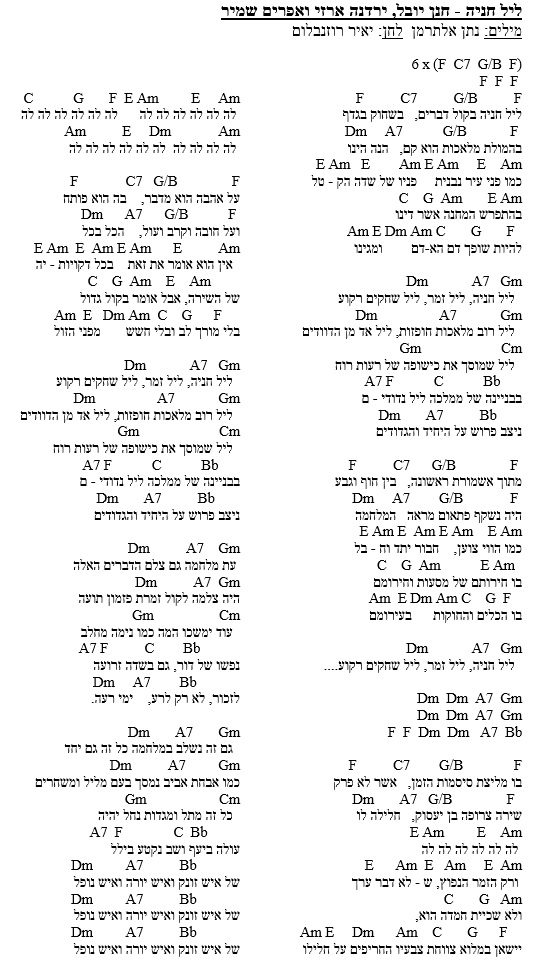 ליל חניה - חנן יובל, ירדנה ארזי ואפרים שמיר
מילים: נתן אלתרמן לחן: יאיר רוזנבלום
6 x (F C7 G/B F)
F F F
F C7 G/B F
ליל חניה בקול דברים, בשחוק בגדף
Dm A7 G/B F
בהמולת מלאכות הוא קם, הנה הינו
E Am E Am E Am E Am
כמו פני עיר נבנית פניו של שדה הק - טל
C G Am E Am
בהתפרש המחנה אשר דינו
Am E Dm Am C G F
להיות שופך דם הא-דם ומגינו
Dm A7 Gm
ליל חניה, ליל זמר, ליל שחקים רקוע
Dm A7 Gm
ליל רוב מלאכות חופזות, ליל אד מן הדוודים
Gm Cm
ליל שמוסך את כישופה של רעות רוח
A7 F C Bb
בבניינה של ממלכה ליל נדודי - ם
Dm A7 Bb
ניצב פרוש על היחיד והגדודים
F C7 G/B F
מתוך אשמורת ראשונה, בין חוף וגבע
Dm A7 G/B F
היה נשקף פתאום מראה המלחמה
E Am E Am E Am E Am
כמו הווי צוען, חבור יתד וח - בל
C G Am E Am
בו חירותם של מסעות וחירומם
Am E Dm Am C G F
בו הכלים והחוקות בעירומם
Dm A7 Gm
ליל חניה, ליל זמר, ליל שחקים רקוע....
Dm Dm A7 Gm
Dm Dm A7 Gm
F F Dm Dm A7 Bb
F C7 G/B F
בו מליצת סיסמות הזמן, אשר לא פרק
Dm A7 G/B F
שירה צרופה בן יעסוק, חלילה לו
E Am E Am
לה לה לה לה לה לה
E Am E Am E Am
ורק הזמר הנפוץ, ש - לא דבר ערך
C G Am
ולא שכיית חמדה הוא,
Am E Dm Am C G F
יישאן במלוא צווחת צבעיו החריפים על חלילו
C G F E Am E Am
לה לה לה לה לה לה לה לה לה לה לה לה
Am E Dm Am
לה לה לה לה לה לה לה לה לה לה
F C7 G/B F
על אהבה הוא מדבר, בה הוא פותח
Dm A7 G/B F
ועל חובה וקרב ועול, הכל בכל
E Am E Am E Am E Am
אין הוא אומר את זאת בכל דקויות - יה
C G Am E Am
של השירה, אבל אומר בקול גדול
Am E Dm Am C G F
בלי מורך לב ובלי חשש מפני הזול
Dm A7 Gm
ליל חניה, ליל זמר, ליל שחקים רקוע
Dm A7 Gm
ליל רוב מלאכות חופזות, ליל אד מן הדוודים
Gm Cm
ליל שמוסך את כישופה של רעות רוח
A7 F C Bb
בבניינה של ממלכה ליל נדודי - ם
Dm A7 Bb
ניצב פרוש על היחיד והגדודים
Dm A7 Gm
עת מלחמה גם צלם הדברים האלה
Dm A7 Gm
היה צלמה לקול זמרת פזמון תועה
Gm Cm
עוד ימשכו המה כמו נימה מחלב
A7 F C Bb
נפשו של דור, גם בשדה זרועה
Dm A7 Bb
לזכור, לא רק לרע, ימי רעה.
Dm A7 Gm
גם זה נשלב במלחמה כל זה גם יחד
Dm A7 Gm
כמו אבחת אביב נמסך בעם מליל ומשחרים
Gm Cm
כל זה מתל ומגדות נחל יהיה
A7 F C Bb
עולה ביעף ושב נקטע בילל
Dm A7 Bb
של איש זונק ואיש יורה ואיש נופל
Dm A7 Bb
של איש זונק ואיש יורה ואיש נופל
Dm A7 Bb
של איש זונק ואיש יורה ואיש נופל